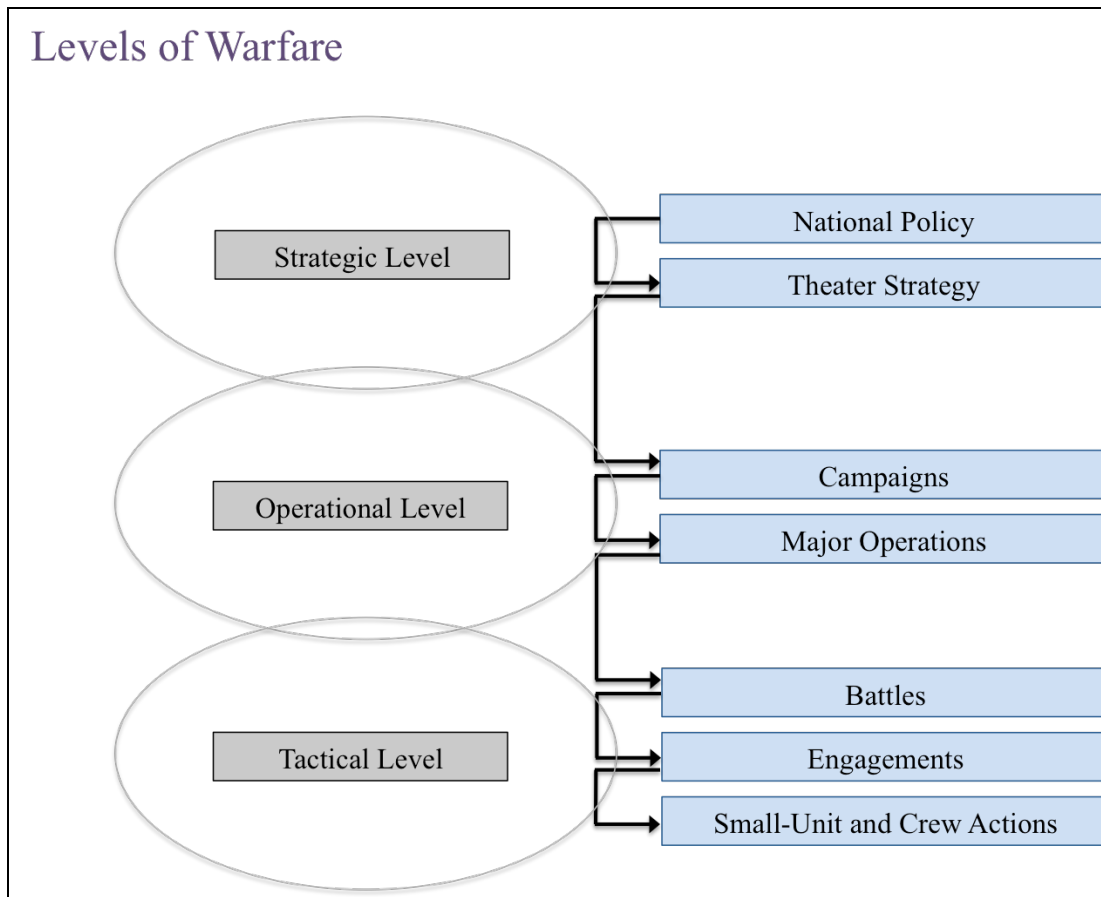 Levels of Warfare
Strategic Level
National Policy
Theater Strategy
Operational Level
Campaigns
Major Operations
Tactical Level
Battles
Engagements
Small-Unit and Crew Actions